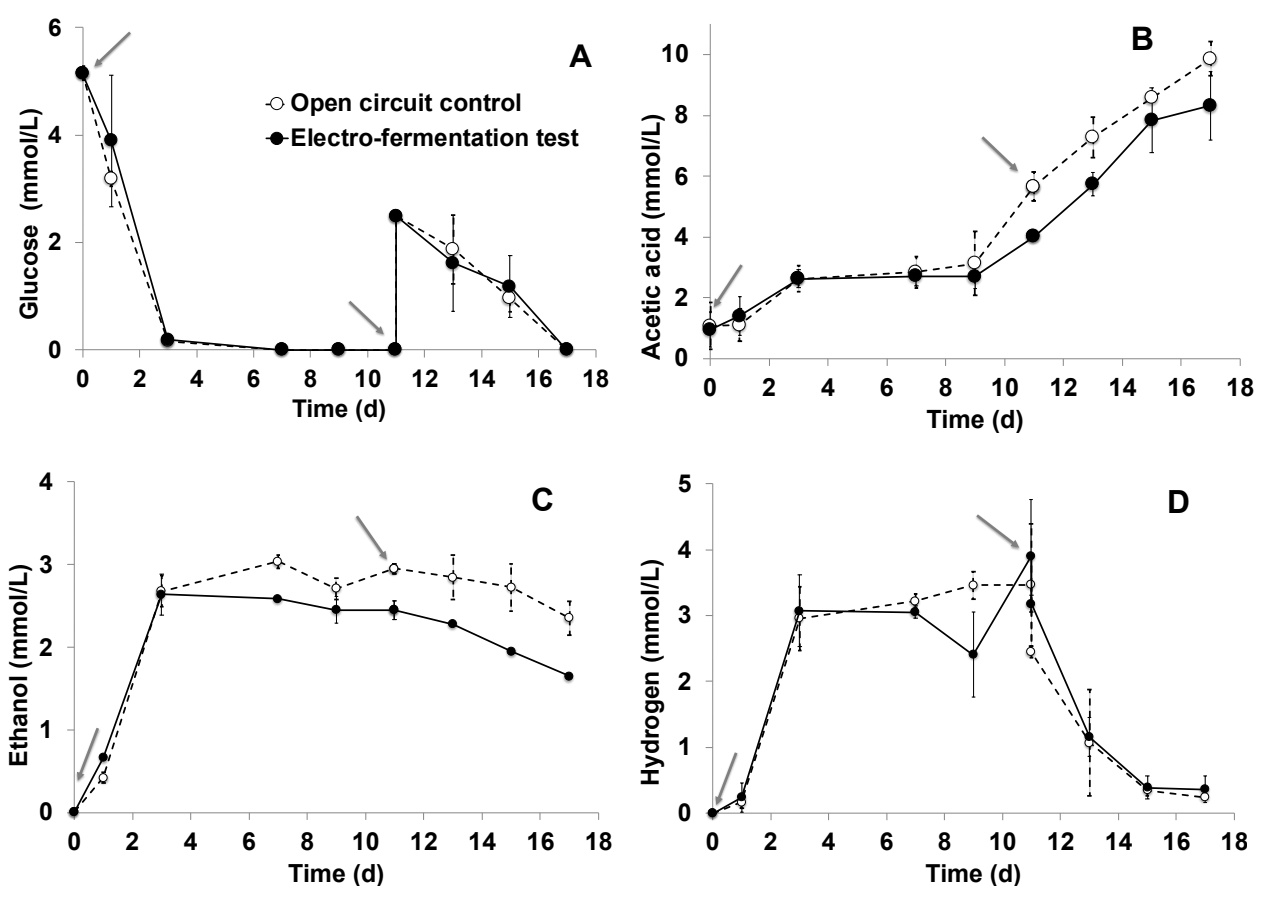 A
Open circuit control
Electro-fermentation test
Glucose (mmol/L)
6
4
2
0
0 2 4 6 8 10 12 14 16 18
Time (d)
B
Acetic acid (mmol/L)
10
8
6
4
2
0
0 2 4 6 8 10 12 14 16 18
Time (d)
C
Ethanol (mmol/L)
4
3
2
1
0
0 2 4 6 8 10 12 14 16 18
Time (d)
D
Hydrogen (mmol/L)
5
4
3
2
1
0
0 2 4 6 8 10 12 14 16 18
Time (d)